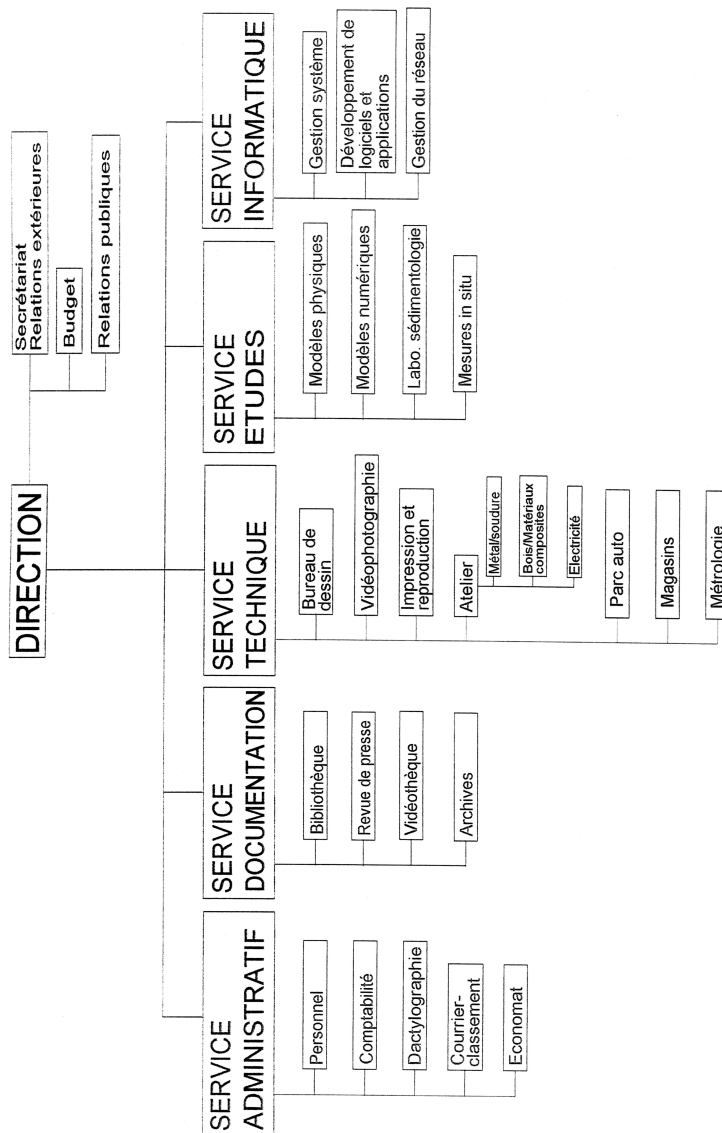 DIRECTION
Secrétariat
Relations extérieures
Budget
Relations publiques
SERVICE
ADMINISTRATIF
Personnel
Comptabilité
Dactylographie
Courrier-
classement
Economat
SERVICE
DOCUMENTATION
Bibliothèque
Revue de presse
Vidéothèque
Archives
SERVICE
TECHNIQUE
Bureau de
dessin
Vidéophotographie
Impression et
reproduction
Atelier
Métal/soudure
Bois/Matériaux
composites
Electricité
Parc auto
Magasins
Métrologie
SERVICE
ETUDES
Modèles physiques
Modèles numériques
Labo. sédimentologie
Mesures in situ
SERVICE
INFORMATIQUE
Gestion système
Développement de
logiciels et
applications
Gestion du réseau